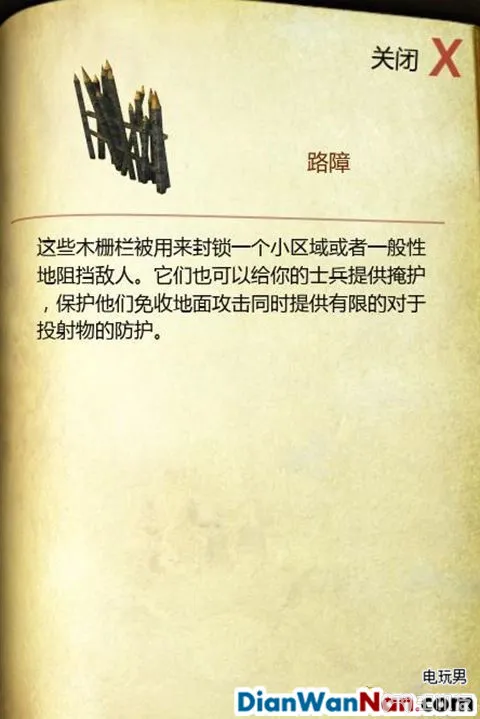 关闭 X
路障
这些木栅栏被用来封锁一个小区域或者一般性
地阻挡敌人。它们也可以给你的士兵提供掩护
，保护他们免收地面攻击同时提供有限的对于
投射物的防护。
电玩男
DianWanNan.com